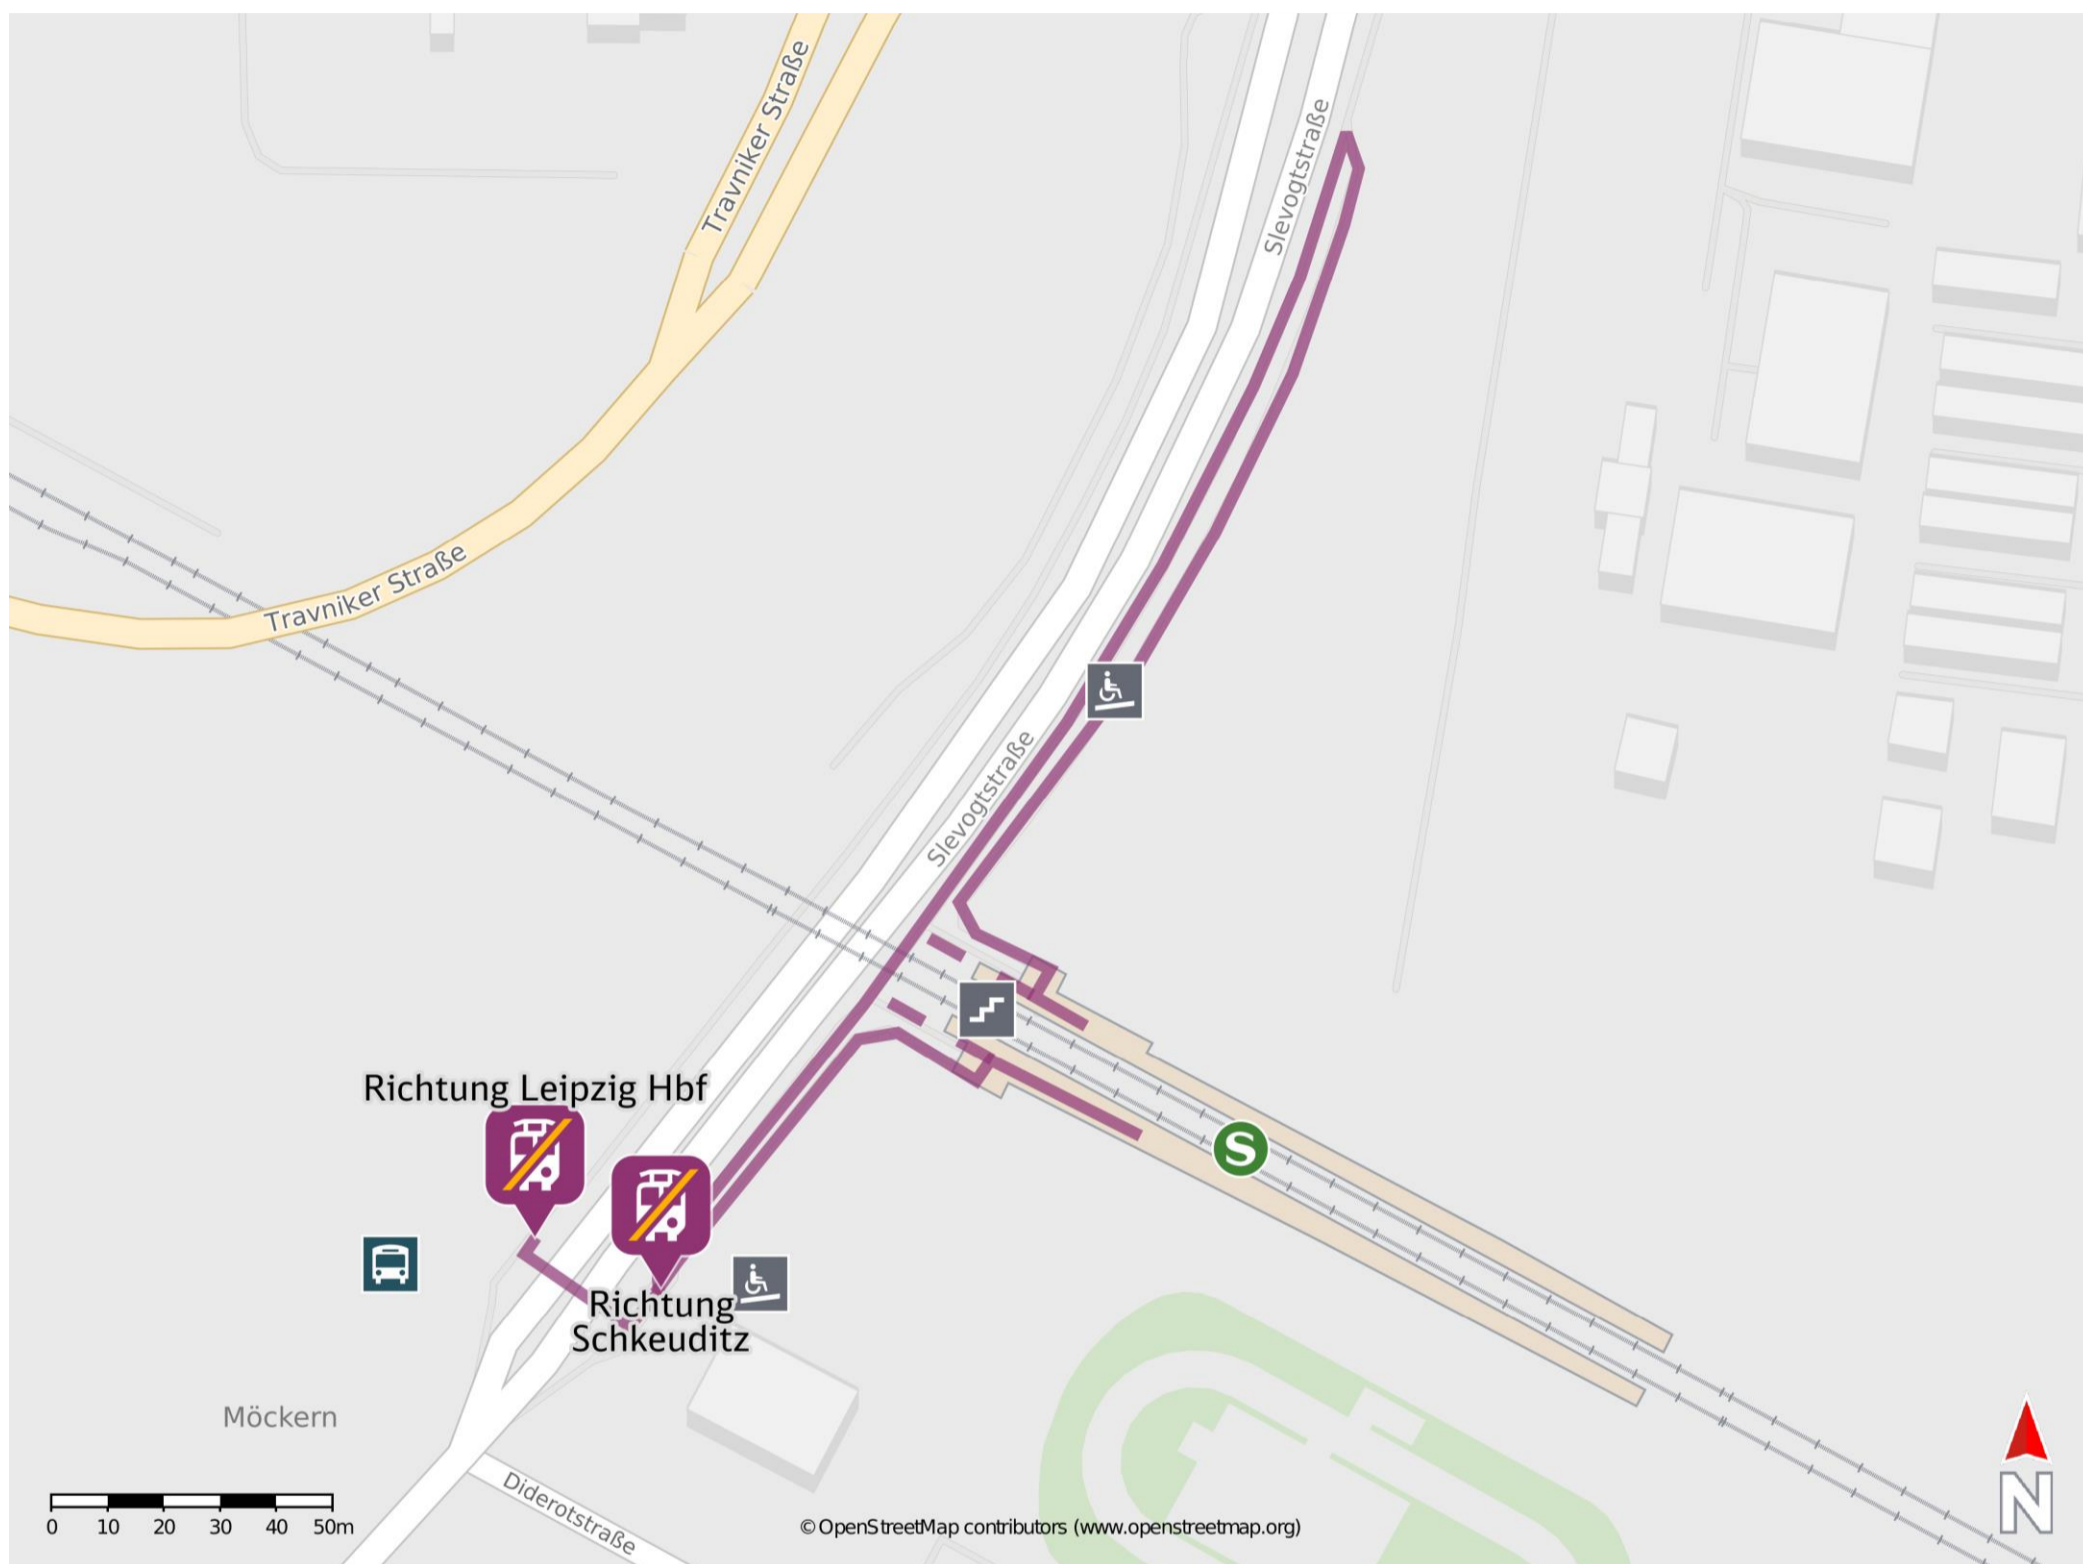 Travniker Straße
Slevogtstraße
Travniker Straße
Slevogtstraße
Richtung Leipzig Hbf
S
Richtung
Schkeuditz
Möckern
Diderotstraße
N
0 10 20 30 40 50m
© OpenStreetMap contributors (www.openstreetmap.org)